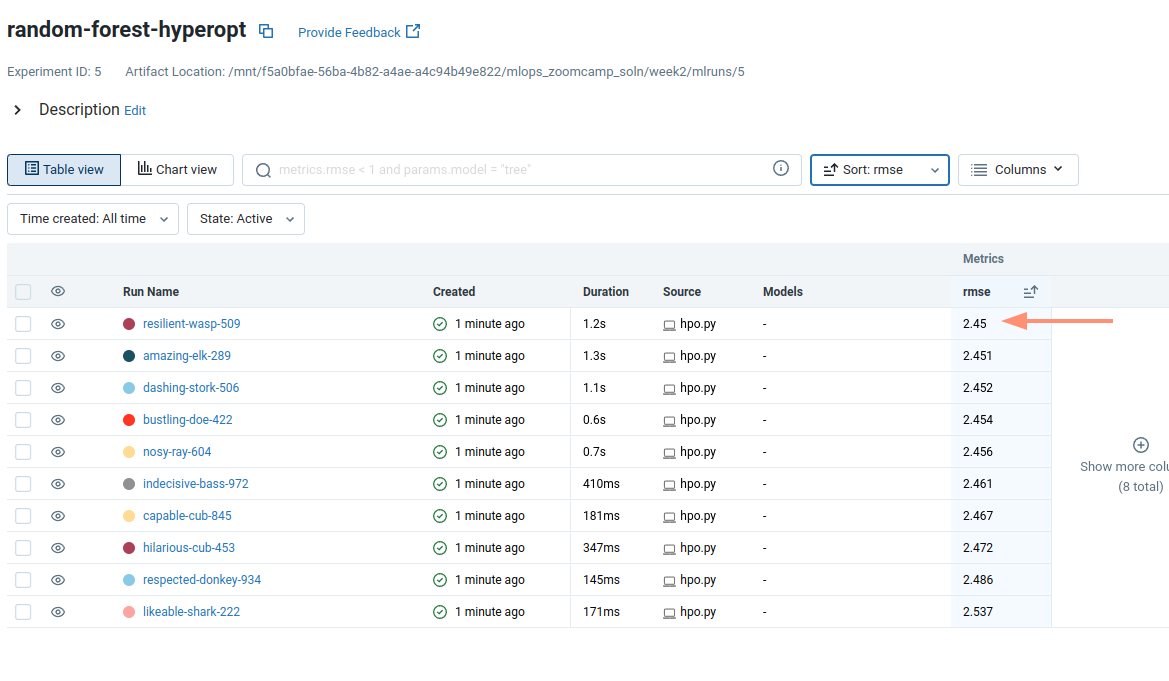 random-forest-hyperopt Provide Feedback
Experiment ID: 5 Artifact Location: /mnt/f5a0bfae-56ba-4b82-a4ae-a4c94b49e822/mlops_zoomcamp_soln/week2/mlruns/5
Description Edit
Table view Chart view metrics.rmse < 1 and params.model = "tree" Sort: rmse Columns
Time created: All time State: Active
Metrics
Run Name Created Duration Source Models rmse
resilient-wasp-509 1 minute ago 1.2s hpo.py - 2.45
amazing-elk-289 1 minute ago 1.3s hpo.py - 2.451
dashing-stork-506 1 minute ago 1.1s hpo.py - 2.452
bustling-doe-422 1 minute ago 0.6s hpo.py - 2.454
nosy-ray-604 1 minute ago 0.7s hpo.py - 2.456
indecisive-bass-972 1 minute ago 410ms hpo.py - 2.461
capable-cub-845 1 minute ago 181ms hpo.py - 2.467
hilarious-cub-453 1 minute ago 347ms hpo.py - 2.472
respected-donkey-934 1 minute ago 145ms hpo.py - 2.486
likeable-shark-222 1 minute ago 171ms hpo.py - 2.537
Show more colu
(8 total)